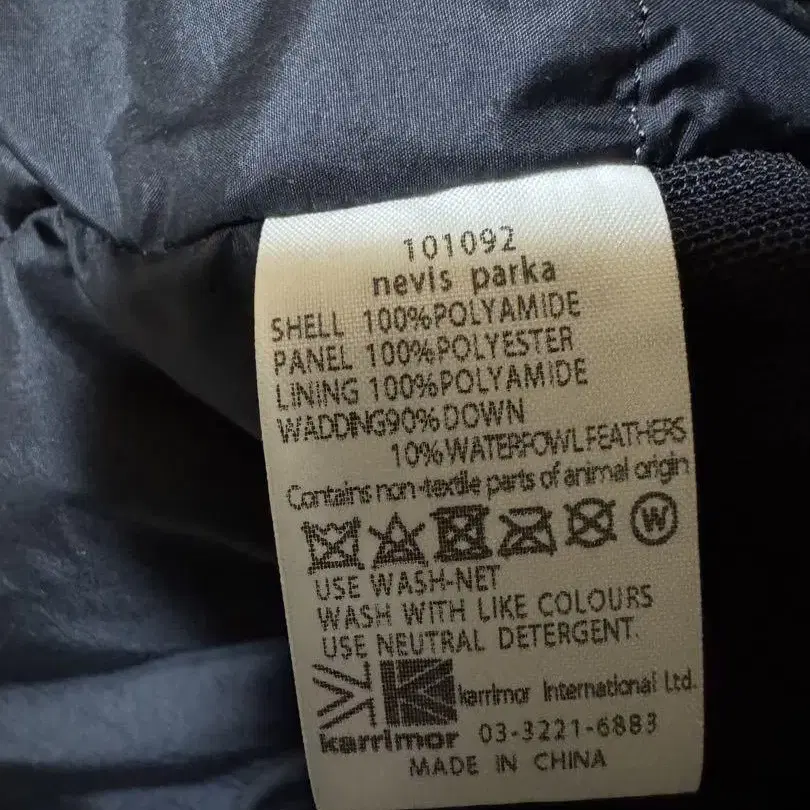 101092
nevis parka
SHELL 100%POLYAMIDE
PANEL 100%POLYESTER
LINING 100%POLYAMIDE
WADDING90%DOWN
10%WATERFOWLFEATHERS
Contains non-textile parts of animal origin
W
USE WASH-NET
WASH WITH LIKE COLOURS
USE NEUTRAL DETERGENT.
karrimor International Ltd.
karrimor 03-3221-6883
MADE IN CHINA